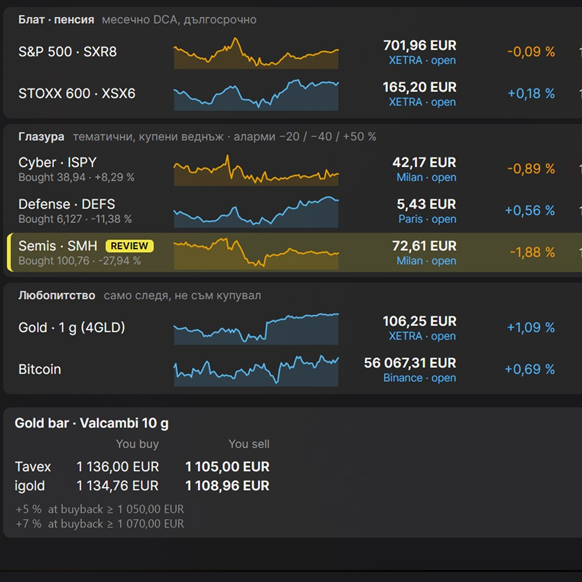 Блат · пенсия месечно DCA, дългосрочно
S&P 500 · SXR8 701,96 EUR -0,09 %
XETRA · open
STOXX 600 · XSX6 165,20 EUR +0,18 %
XETRA · open
Глазура тематични, купени веднъж · аларми −20 / −40 / +50 %
Cyber · ISPY 42,17 EUR -0,89 %
Bought 38,94 · +8,29 % Milan · open
Defense · DEFS 5,43 EUR +0,56 %
Bought 6,127 · -11,38 % Paris · open
Semis · SMH REVIEW 72,61 EUR -1,88 %
Bought 100,76 · -27,94 % Milan · open
Любопитство само следя, не съм купувал
Gold · 1 g (4GLD) 106,25 EUR +1,09 %
XETRA · open
Bitcoin 56 067,31 EUR +0,69 %
Binance · open
Gold bar · Valcambi 10 g
You buy You sell
Tavex 1 136,00 EUR 1 105,00 EUR
igold 1 134,76 EUR 1 108,96 EUR
+5 % at buyback ≥ 1 050,00 EUR
+7 % at buyback ≥ 1 070,00 EUR